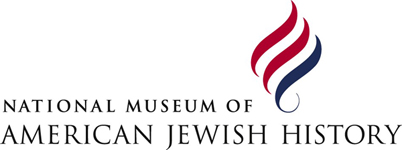 NATIONAL MUSEUM OF
AMERICAN JEWISH HISTORY